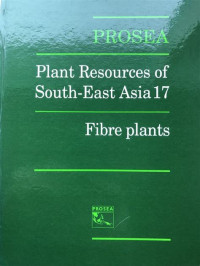 PROSEA
Plant Resources of
South-East Asia 17
Fibre plants
PROSEA